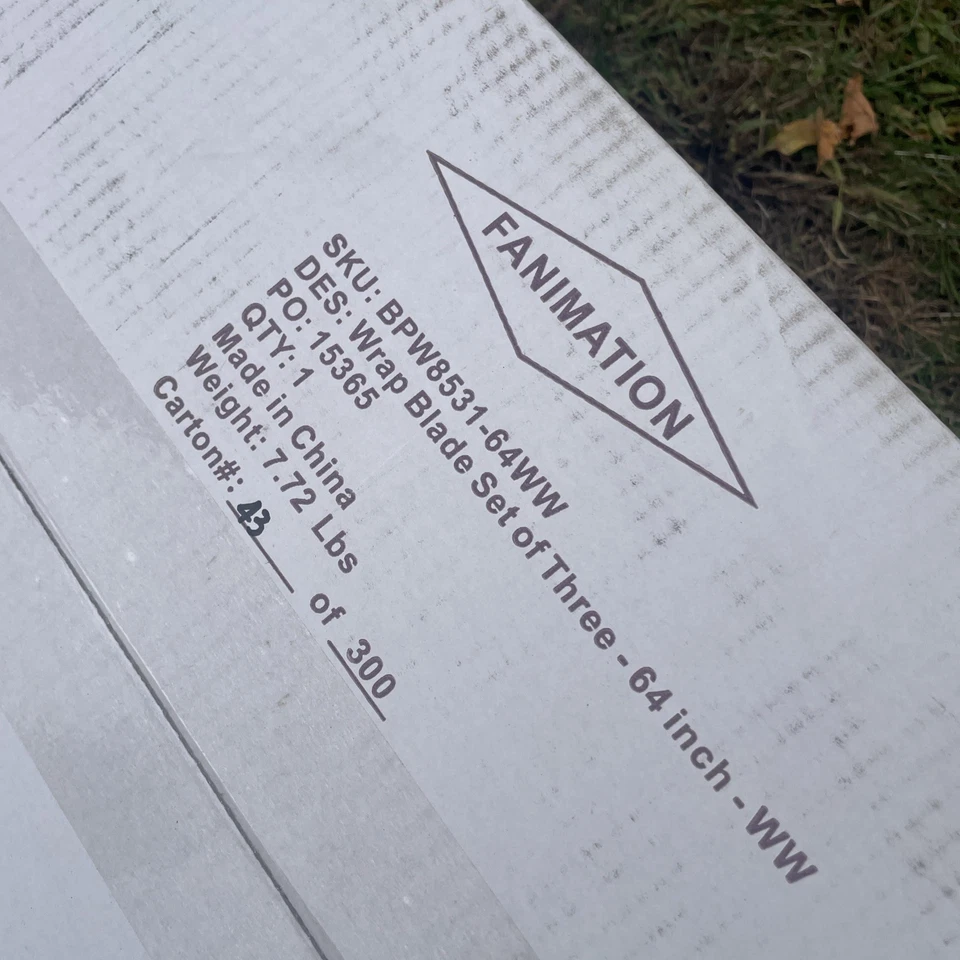 FANIMATION
SKU: BPW8531-64WW
DES: Wrap Blade Set of Three - 64 inch - WW
PO: 15365
QTY: 1
Made in China
Weight: 7.72 Lbs
Carton#: 43 of 300